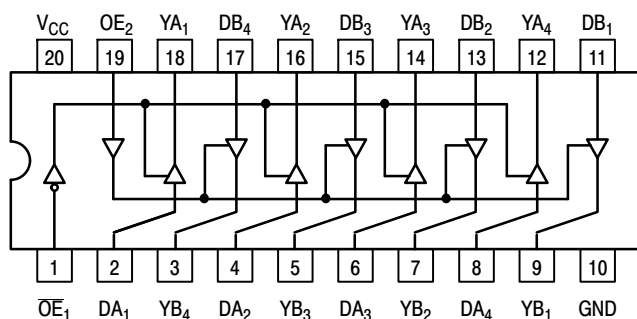 V_CC OE₂ YA₁ DB₄ YA₂ DB₃ YA₃ DB₂ YA₄ DB₁
20 19 18 17 16 15 14 13 12 11
1 2 3 4 5 6 7 8 9 10
O̅E̅₁ DA₁ YB₄ DA₂ YB₃ DA₃ YB₂ DA₄ YB₁ GND